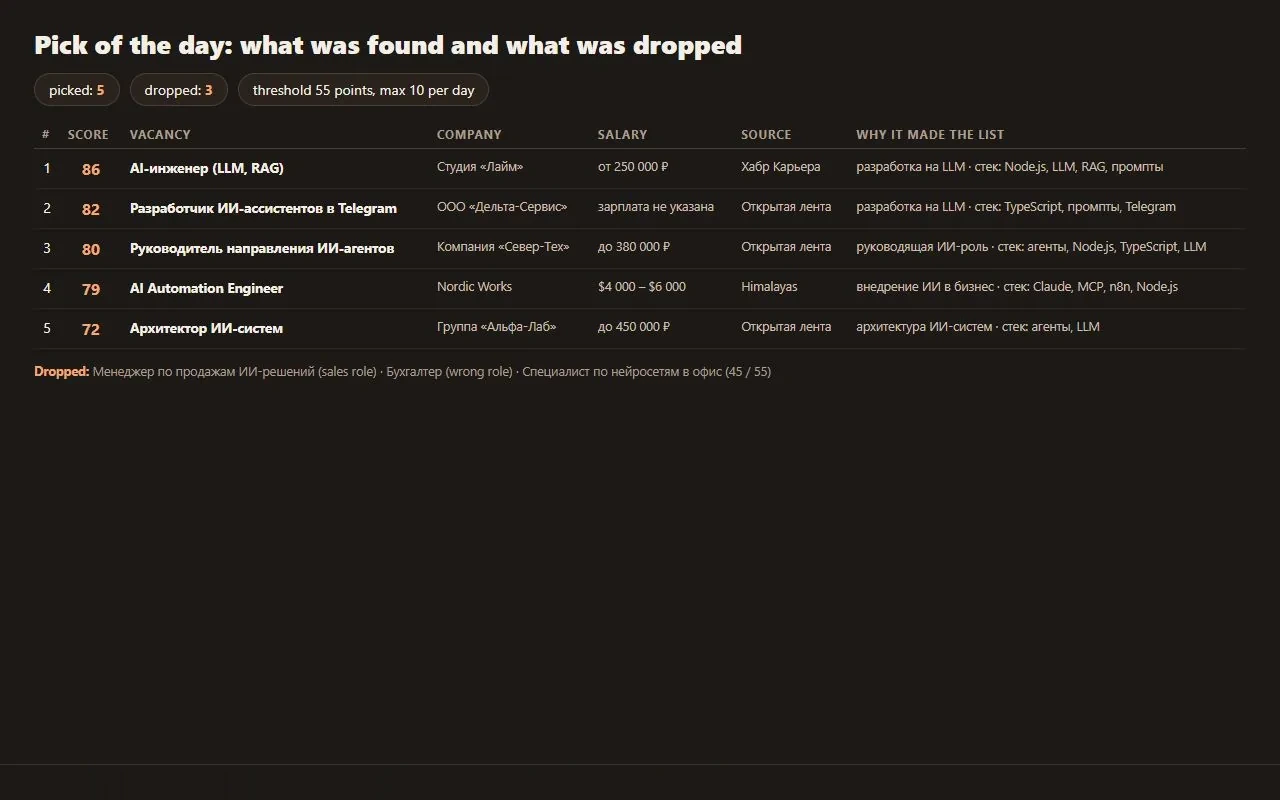 Pick of the day: what was found and what was dropped
picked: 5 dropped: 3 threshold 55 points, max 10 per day
# SCORE VACANCY COMPANY SALARY SOURCE WHY IT MADE THE LIST
1 86 AI-инженер (LLM, RAG) Студия «Лайм» от 250 000 ₽ Хабр Карьера разработка на LLM · стек: Node.js, LLM, RAG, промпты
2 82 Разработчик ИИ-ассистентов в Telegram ООО «Дельта-Сервис» зарплата не указана Открытая лента разработка на LLM · стек: TypeScript, промпты, Telegram
3 80 Руководитель направления ИИ-агентов Компания «Север-Тех» до 380 000 ₽ Открытая лента руководящая ИИ-роль · стек: агенты, Node.js, TypeScript, LLM
4 79 AI Automation Engineer Nordic Works $4 000 – $6 000 Himalayas внедрение ИИ в бизнес · стек: Claude, MCP, n8n, Node.js
5 72 Архитектор ИИ-систем Группа «Альфа-Лаб» до 450 000 ₽ Открытая лента архитектура ИИ-систем · стек: агенты, LLM
Dropped: Менеджер по продажам ИИ-решений (sales role) · Бухгалтер (wrong role) · Специалист по нейросетям в офис (45 / 55)